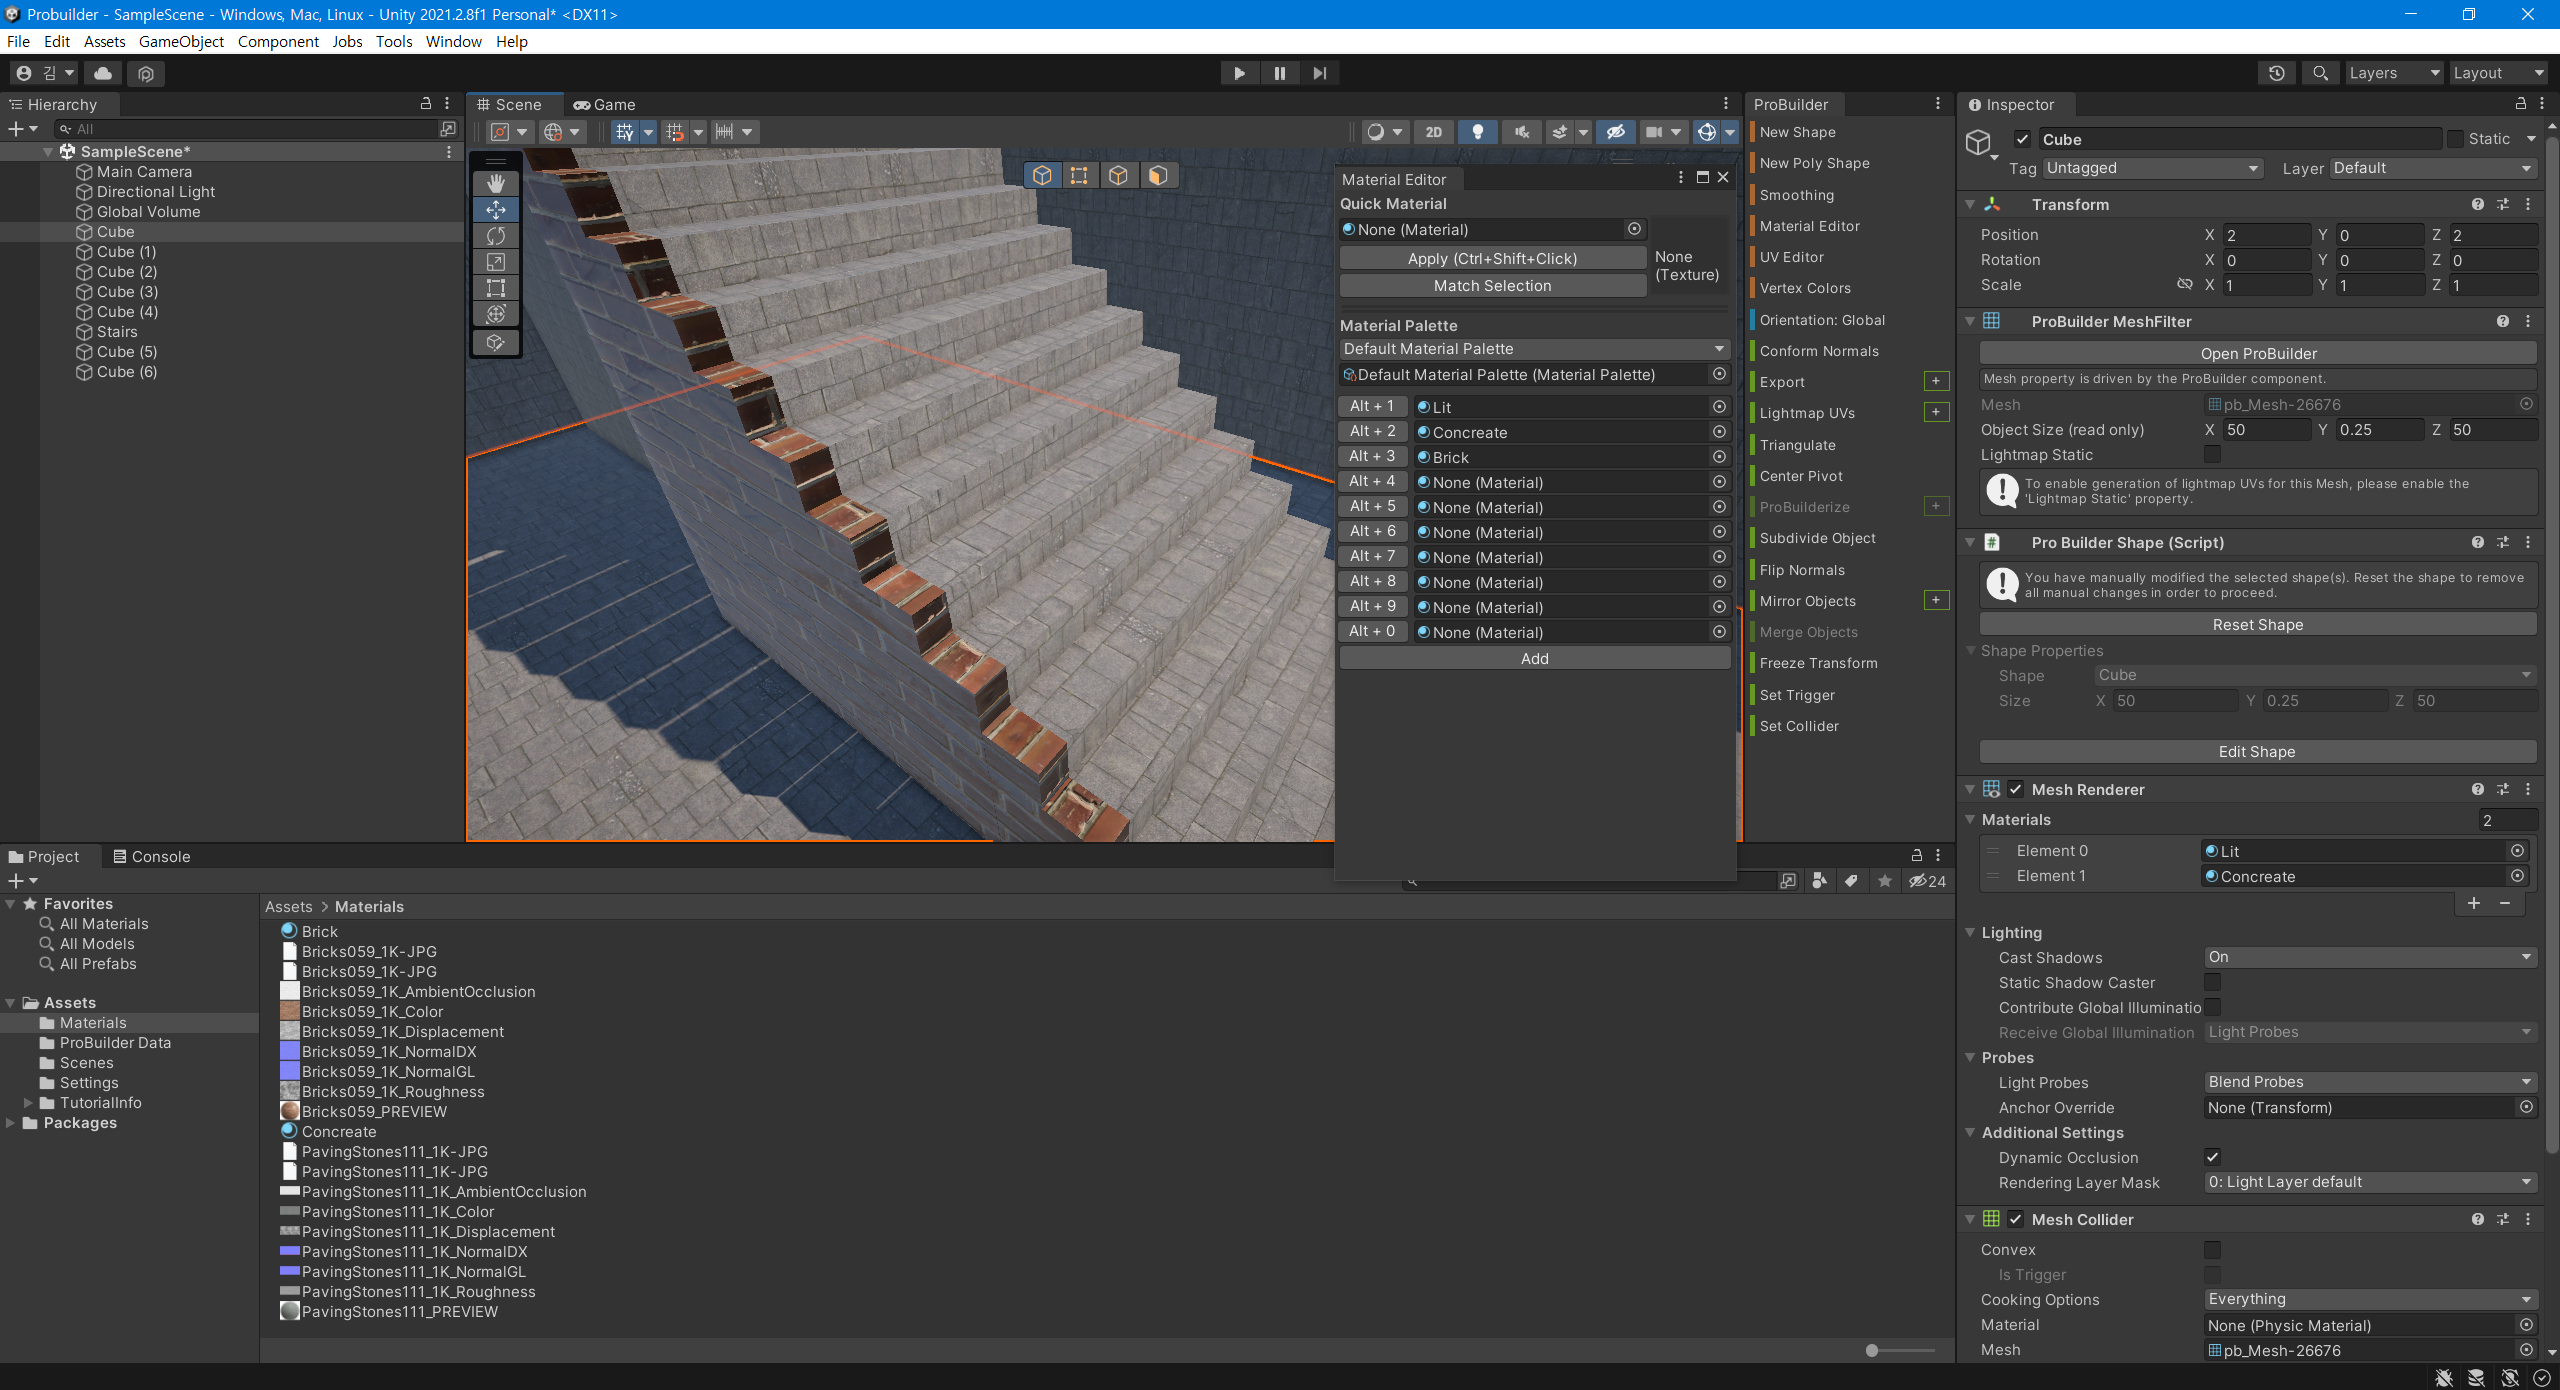 Probuilder - SampleScene - Windows, Mac, Linux - Unity 2021.2.8f1 Personal* <DX11>
File Edit Assets GameObject Component Jobs Tools Window Help
김 Layers Layout
Hierarchy
All
SampleScene*
Main Camera
Directional Light
Global Volume
Cube
Cube (1)
Cube (2)
Cube (3)
Cube (4)
Stairs
Cube (5)
Cube (6)
Scene Game
2D
Material Editor
Quick Material
None (Material)
Apply (Ctrl+Shift+Click)
Match Selection
None
(Texture)
Material Palette
Default Material Palette
Default Material Palette (Material Palette)
Alt + 1 Lit
Alt + 2 Concreate
Alt + 3 Brick
Alt + 4 None (Material)
Alt + 5 None (Material)
Alt + 6 None (Material)
Alt + 7 None (Material)
Alt + 8 None (Material)
Alt + 9 None (Material)
Alt + 0 None (Material)
Add
ProBuilder
New Shape
New Poly Shape
Smoothing
Material Editor
UV Editor
Vertex Colors
Orientation: Global
Conform Normals
Export +
Lightmap UVs +
Triangulate
Center Pivot
ProBuilderize +
Subdivide Object
Flip Normals
Mirror Objects +
Merge Objects
Freeze Transform
Set Trigger
Set Collider
Inspector
Cube Static
Tag Untagged Layer Default
Transform
Position X 2 Y 0 Z 2
Rotation X 0 Y 0 Z 0
Scale X 1 Y 1 Z 1
ProBuilder MeshFilter
Open ProBuilder
Mesh property is driven by the ProBuilder component.
Mesh pb_Mesh-26676
Object Size (read only) X 50 Y 0.25 Z 50
Lightmap Static
To enable generation of lightmap UVs for this Mesh, please enable the
'Lightmap Static' property.
Pro Builder Shape (Script)
You have manually modified the selected shape(s). Reset the shape to remove
all manual changes in order to proceed.
Reset Shape
Shape Properties
Shape Cube
Size X 50 Y 0.25 Z 50
Edit Shape
Mesh Renderer
Materials 2
Element 0 Lit
Element 1 Concreate
+ -
Lighting
Cast Shadows On
Static Shadow Caster
Contribute Global Illuminatio
Receive Global Illumination Light Probes
Probes
Light Probes Blend Probes
Anchor Override None (Transform)
Additional Settings
Dynamic Occlusion
Rendering Layer Mask 0: Light Layer default
Mesh Collider
Convex
Is Trigger
Cooking Options Everything
Material None (Physic Material)
Mesh pb_Mesh-26676
Project Console
24
Favorites
All Materials
All Models
All Prefabs
Assets
Materials
ProBuilder Data
Scenes
Settings
TutorialInfo
Packages
Assets > Materials
Brick
Bricks059_1K-JPG
Bricks059_1K-JPG
Bricks059_1K_AmbientOcclusion
Bricks059_1K_Color
Bricks059_1K_Displacement
Bricks059_1K_NormalDX
Bricks059_1K_NormalGL
Bricks059_1K_Roughness
Bricks059_PREVIEW
Concreate
PavingStones111_1K-JPG
PavingStones111_1K-JPG
PavingStones111_1K_AmbientOcclusion
PavingStones111_1K_Color
PavingStones111_1K_Displacement
PavingStones111_1K_NormalDX
PavingStones111_1K_NormalGL
PavingStones111_1K_Roughness
PavingStones111_PREVIEW